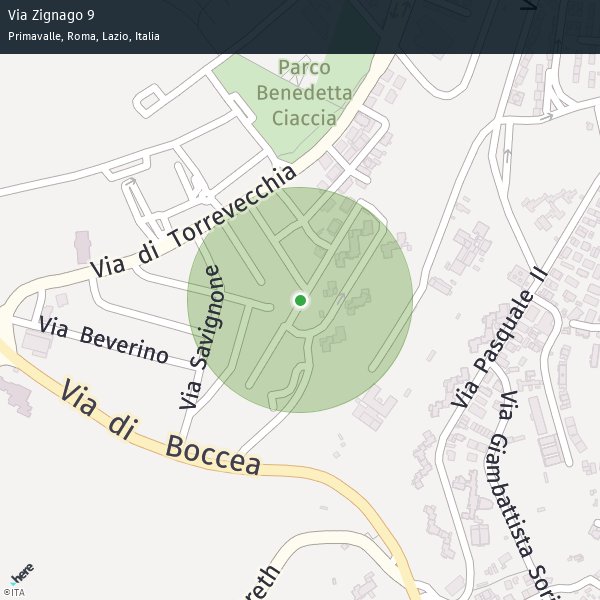 Via Zignago 9
Primavalle, Roma, Lazio, Italia
Parco
Benedetta
Ciaccia
Via di Torrevecchia
Via Savignone
Via Beverino
Via di Boccea
Via Pasquale II
Via Giambattista Sori
reth
here
©ITA